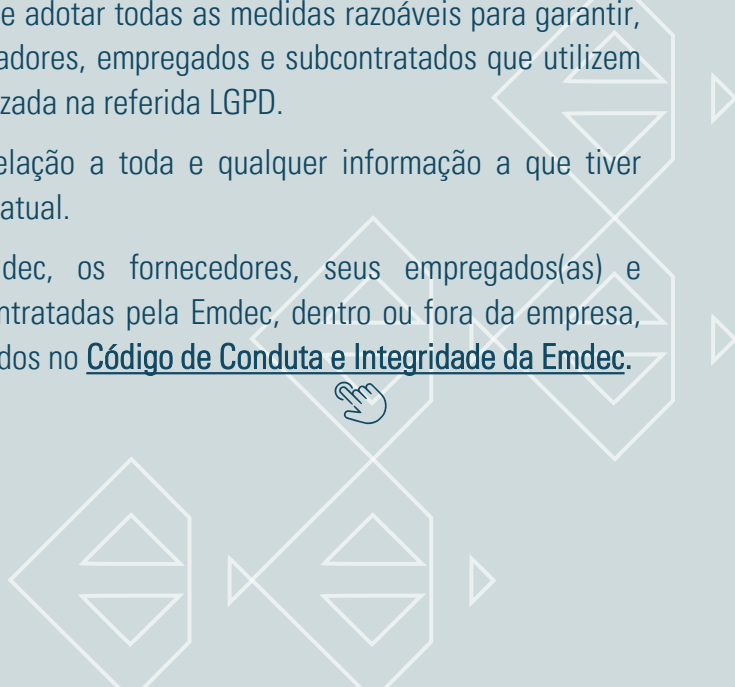 e adotar todas as medidas razoáveis para garantir,
adores, empregados e subcontratados que utilizem
zada na referida LGPD.
elação a toda e qualquer informação a que tiver
atual.
dec, os fornecedores, seus empregados(as) e
ntratadas pela Emdec, dentro ou fora da empresa,
dos no Código de Conduta e Integridade da Emdec.